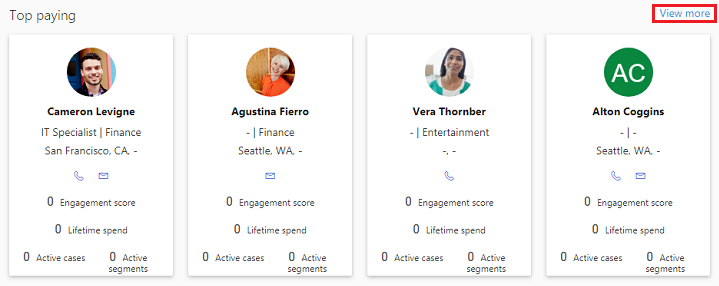 Top paying
View more
Cameron Levigne
IT Specialist | Finance
San Francisco, CA, -
0 Engagement score
0 Lifetime spend
0 Active cases 0 Active segments
Agustina Fierro
- | Finance
Seattle, WA, -
0 Engagement score
0 Lifetime spend
0 Active cases 0 Active segments
Vera Thornber
- | Entertainment
-, -
0 Engagement score
0 Lifetime spend
0 Active cases 0 Active segments
AC
Alton Coggins
- | -
Seattle, WA, -
0 Engagement score
0 Lifetime spend
0 Active cases 0 Active segments